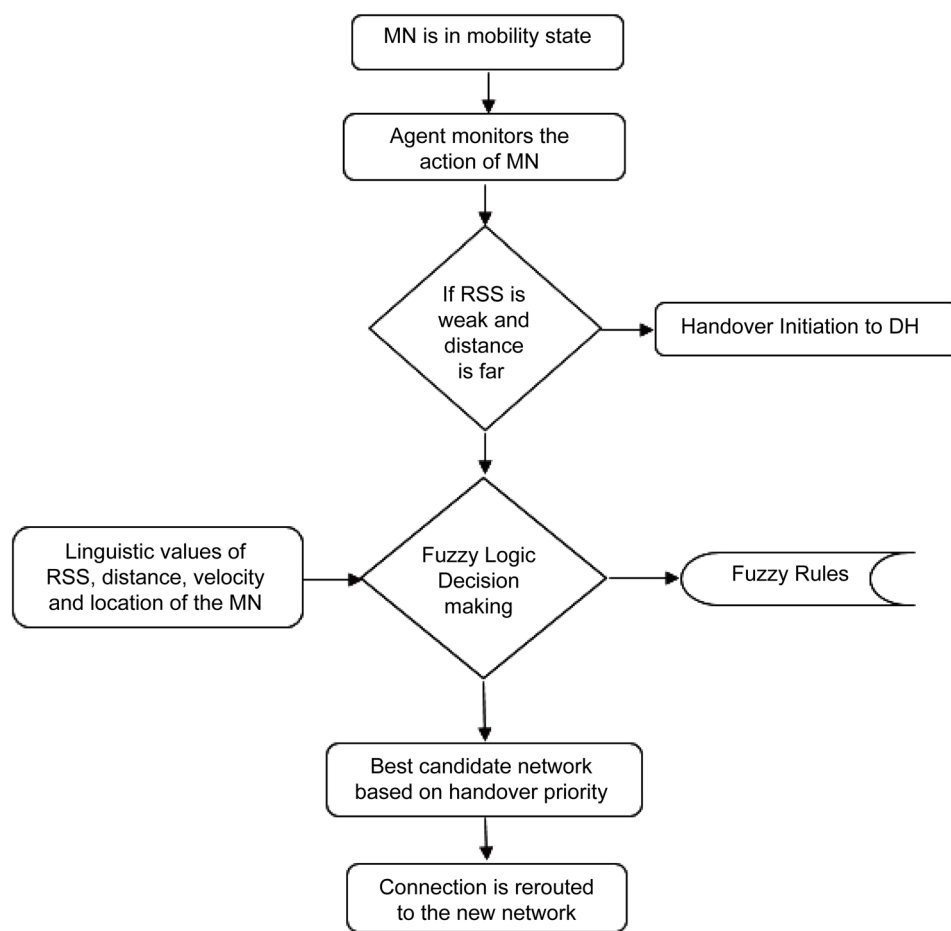 MN is in mobility state
Agent monitors the
action of MN
If RSS is
weak and
distance
is far
Handover Initiation to DH
Linguistic values of
RSS, distance, velocity
and location of the MN
Fuzzy Logic
Decision
making
Fuzzy Rules
Best candidate network
based on handover priority
Connection is rerouted
to the new network